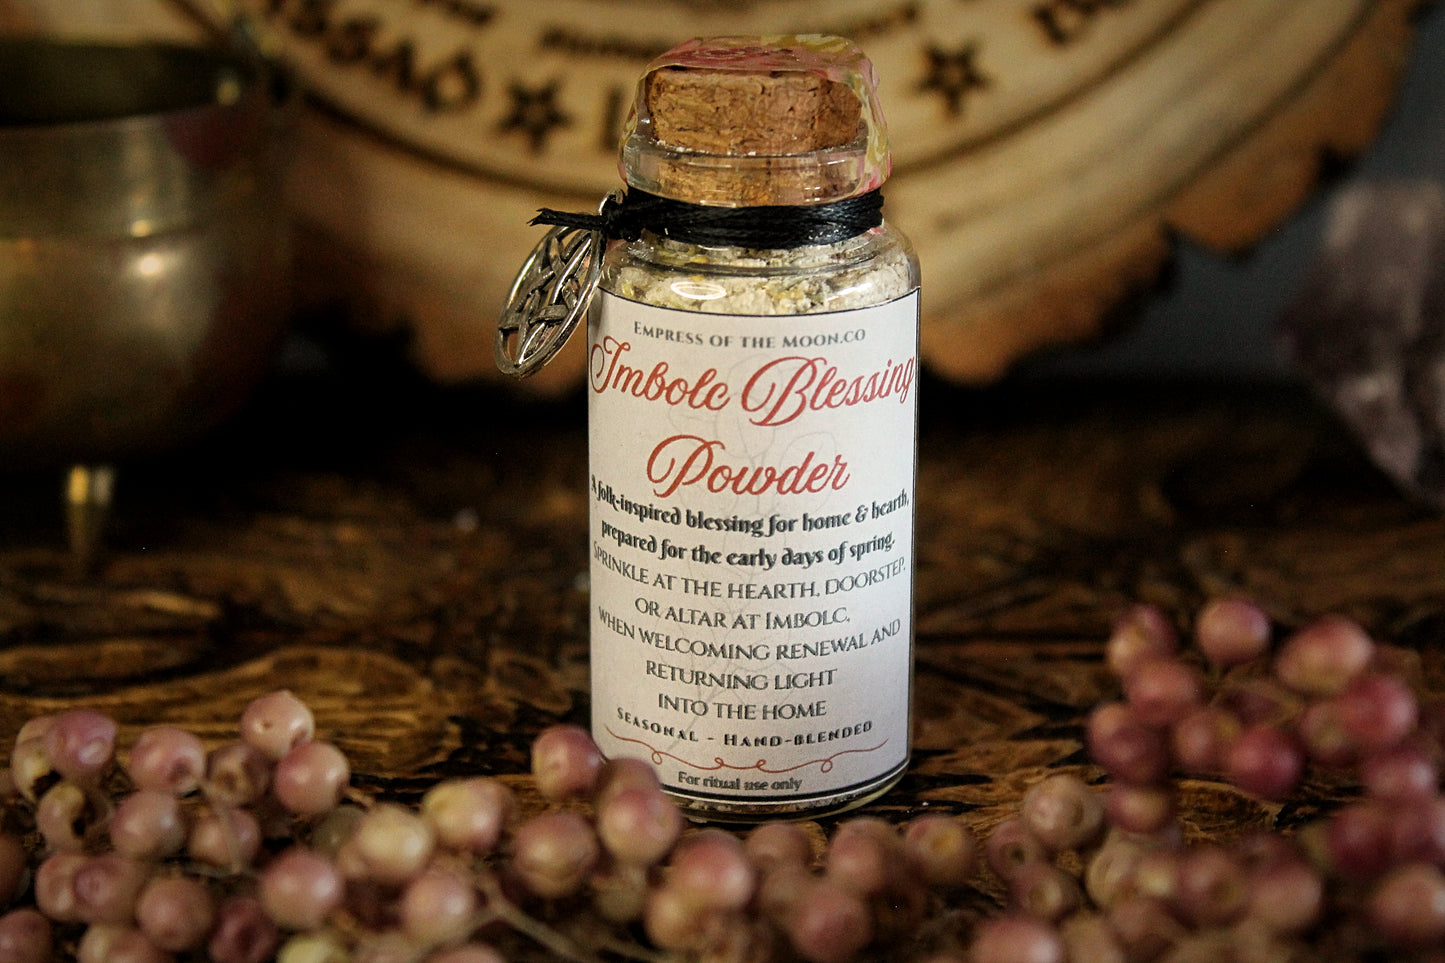 Empress of the Moon.co
Imbolc Blessing
Powder
A folk-inspired blessing for home & hearth,
prepared for the early days of spring.
Sprinkle at the hearth, doorstep,
or altar at Imbolc,
when welcoming renewal and
returning light
into the home
Seasonal - Hand-blended
For ritual use only